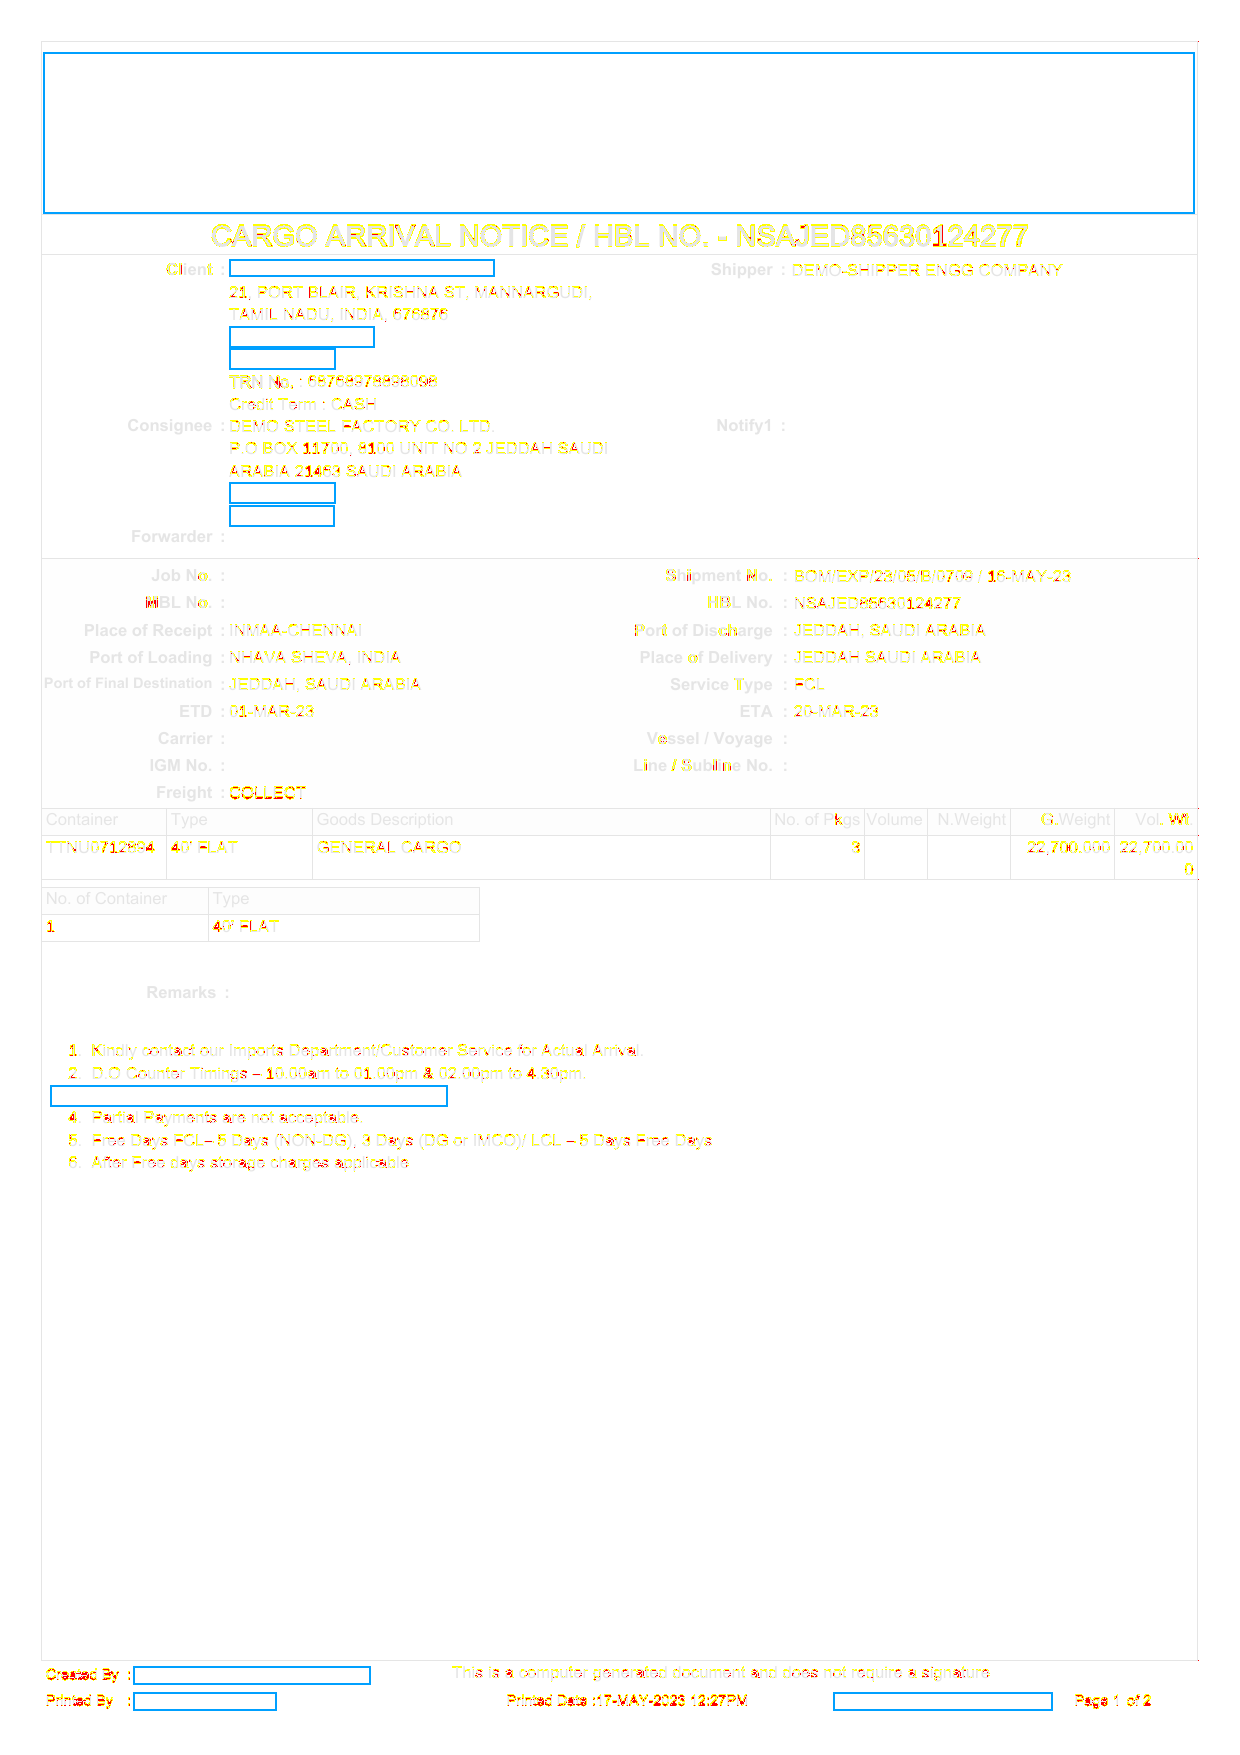 CARGO ARRIVAL NOTICE / HBL NO. - NSAJED85630124277
Client :
Shipper : DEMO-SHIPPER ENGG COMPANY
21, PORT BLAIR, KRISHNA ST, MANNARGUDI,
TAMIL NADU, INDIA, 676876
TRN No. :
Credit Term : CASH
Consignee : DEMO STEEL FACTORY CO. LTD.
Notify1 :
P.O BOX 11700, 8100 UNIT NO 2 JEDDAH SAUDI
ARABIA 21463 SAUDI ARABIA
Forwarder :
Job No. :
Shipment No. : BOM/EXP/23/05/B/0709 / 16-MAY-23
MBL No. :
HBL No. : NSAJED85630124277
Place of Receipt : INMAA-CHENNAI
Port of Discharge : JEDDAH, SAUDI ARABIA
Port of Loading : NHAVA SHEVA, INDIA
Place of Delivery : JEDDAH SAUDI ARABIA
Port of Final Destination : JEDDAH, SAUDI ARABIA
Service Type : FCL
ETD : 01-MAR-23
ETA : 20-MAR-23
Carrier :
Vessel / Voyage :
IGM No. :
Line / Subline No. :
Freight : COLLECT
Container Type Goods Description No. of Pkgs Volume N.Weight G.Weight Vol. Wt.
40' FLAT GENERAL CARGO 3 22,700.000 22,700.00
0
No. of Container Type
1 40' FLAT
Remarks :
1. Kindly contact our Imports Department/Customer Service for Actual Arrival.
2. D.O Counter Timings – 10.00am to 01.00pm & 02.00pm to 4.30pm.
4. Partial Payments are not acceptable.
5. Free Days FCL– 5 Days (NON-DG), 3 Days (DG or IMCO)/ LCL – 5 Days Free Days
6. After Free days storage charges applicable
Created By :
This is a computer generated document and does not require a signature
Printed By :
Printed Date :17-MAY-2023 12:27PM
Page 1 of 2